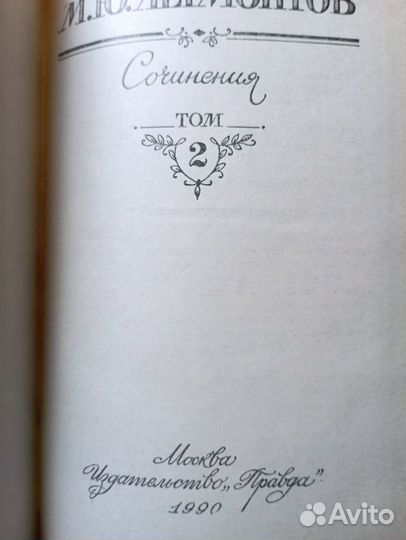 М.Ю.ЛЕРМОНТОВ
Сочинения
ТОМ
2
Москва
Издательство „Правда"
1990
Avito